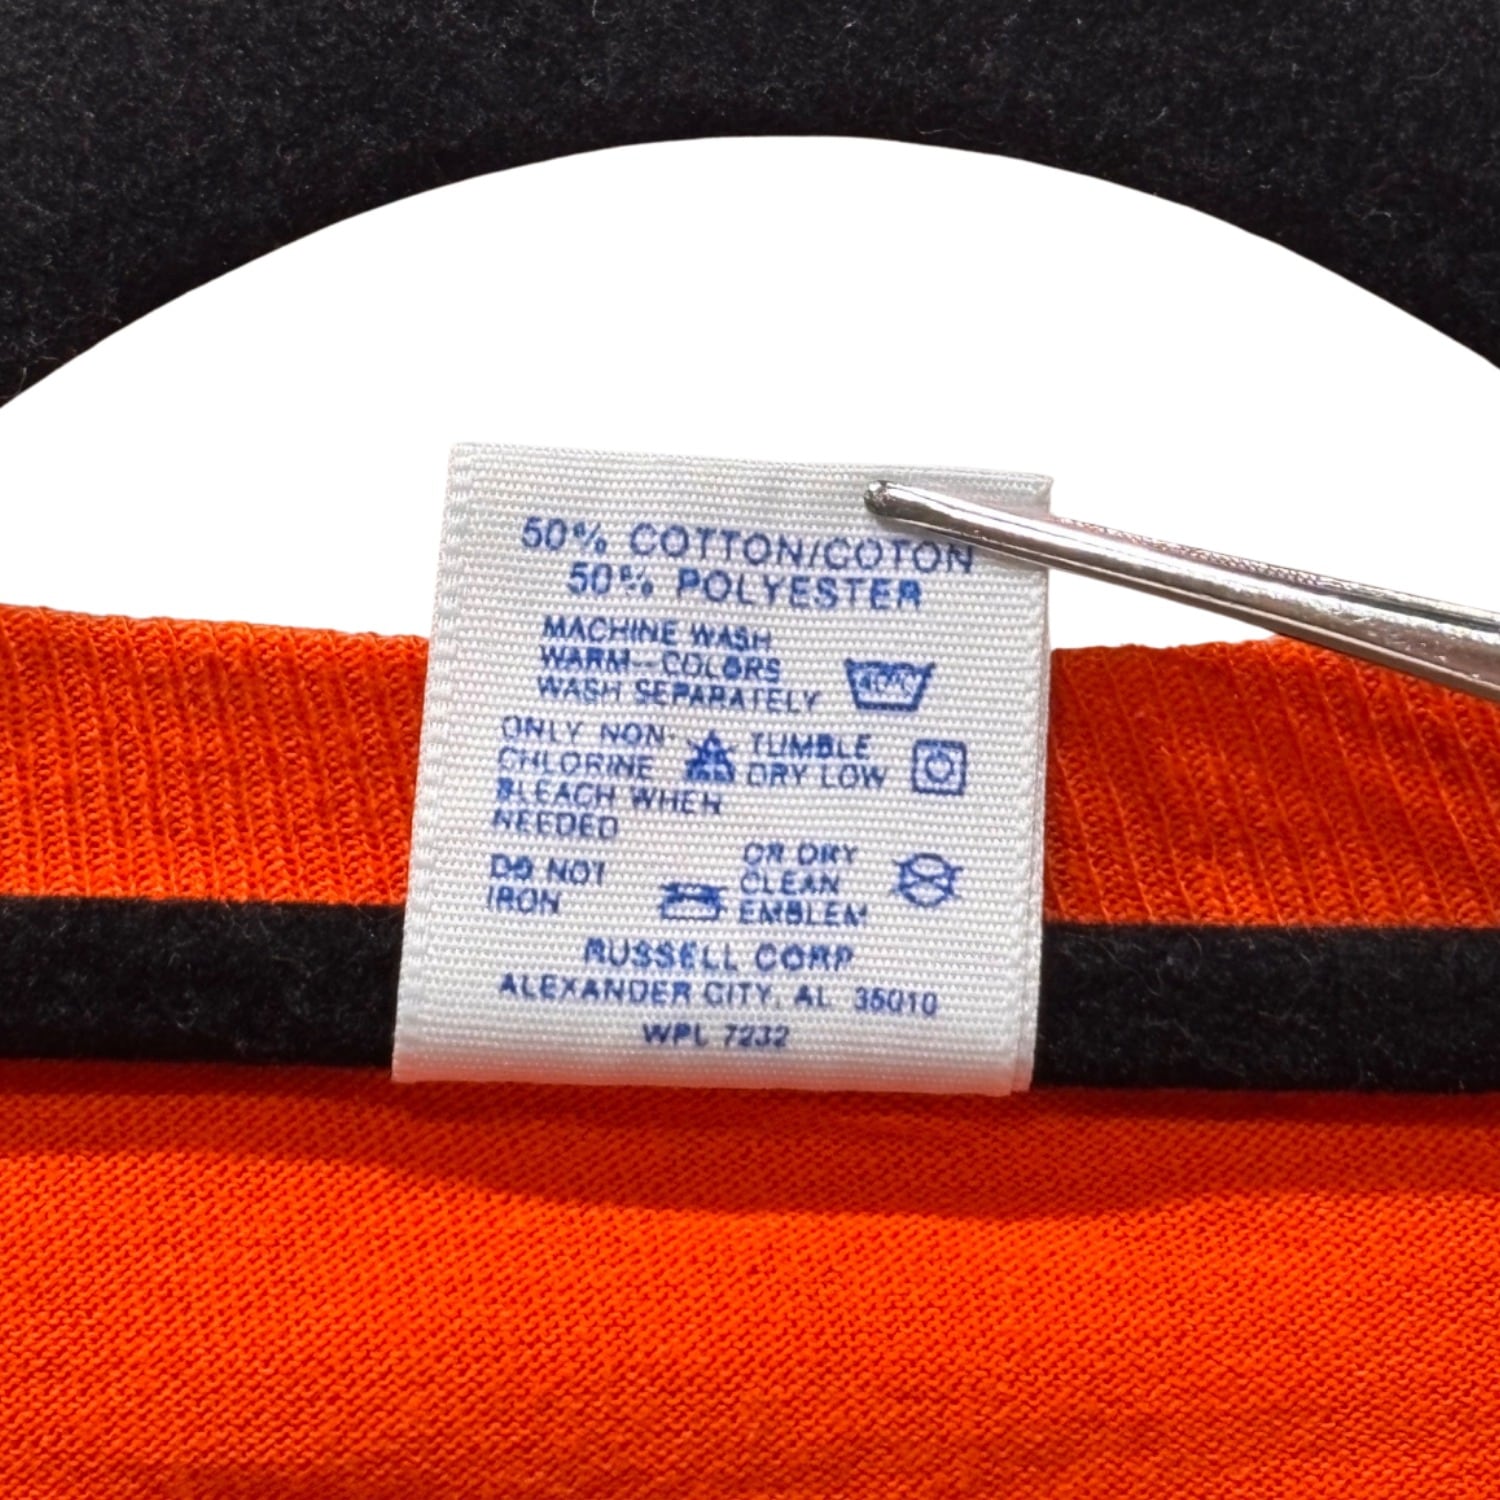 50% COTTON/COTON
50% POLYESTER
MACHINE WASH
WARM--COLORS
WASH SEPARATELY
40°C
ONLY NON-
CHLORINE
BLEACH WHEN
NEEDED
TUMBLE
DRY LOW
DO NOT
IRON
OR DRY
CLEAN
EMBLEM
RUSSELL CORP
ALEXANDER CITY, AL 35010
WPL 7232